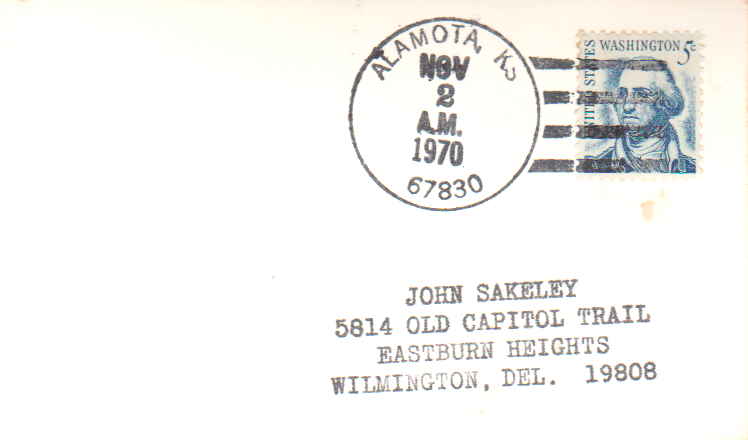 ALAMOTA, KS
NOV
2
A.M.
1970
67830
UNITED STATES
WASHINGTON 5¢
JOHN SAKELEY
5814 OLD CAPITOL TRAIL
EASTBURN HEIGHTS
WILMINGTON, DEL. 19808